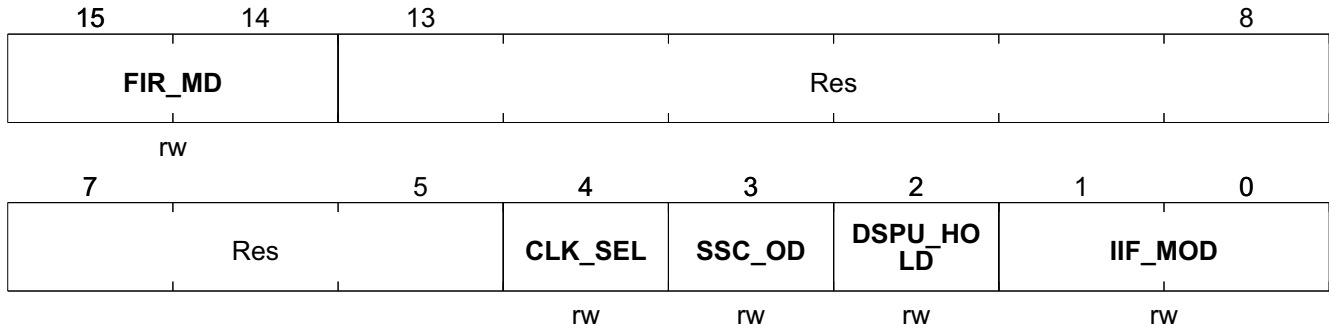 15 14 13 8
FIR_MD Res
rw
7 5 4 3 2 1 0
Res CLK_SEL SSC_OD DSPU_HO
LD IIF_MOD
rw rw rw rw